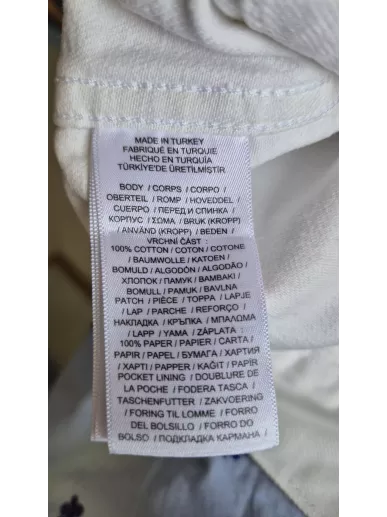 MADE IN TURKEY
FABRIQUÉ EN TURQUIE
HECHO EN TURQUÍA
TÜRKİYE'DE ÜRETİLMİŞTİR
BODY / CORPS / CORPO /
OBERTEIL / ROMP / HOVEDDEL /
CUERPO / ПЕРЕД И СПИНКА /
КОРПУС / ΣΩΜΑ / BRUK (KROPP)
/ ANVÄND (KROPP) / BEDEN /
VRCHNÍ ČÁST :
100% COTTON / COTON / COTONE
/ BAUMWOLLE / KATOEN /
BOMULD / ALGODÓN / ALGODÃO /
ХЛОПОК / ПАМУК / ΒΑΜΒΑΚΙ /
BOMULL / PAMUK / BAVLNA
PATCH / PIÈCE / TOPPA / LAPJE
/ LAP / PARCHE / REFORÇO /
НАКЛАДКА / КРЪПКА / ΜΠΑΛΩΜΑ
/ LAPP / YAMA / ZÁPLATA :
100% PAPER / PAPIER / CARTA /
PAPIR / PAPEL / БУМАГА / ХАРТИЯ
/ ΧΑΡΤΙ / PAPPER / KAĞIT / PAPÍR
POCKET LINING / DOUBLURE DE
LA POCHE / FODERA TASCA /
TASCHENFUTTER / ZAKVOERING
/ FORING TIL LOMME / FORRO
DEL BOLSILLO / FORRO DO
BOLSO / ПОДКЛАДКА КАРМАНА /